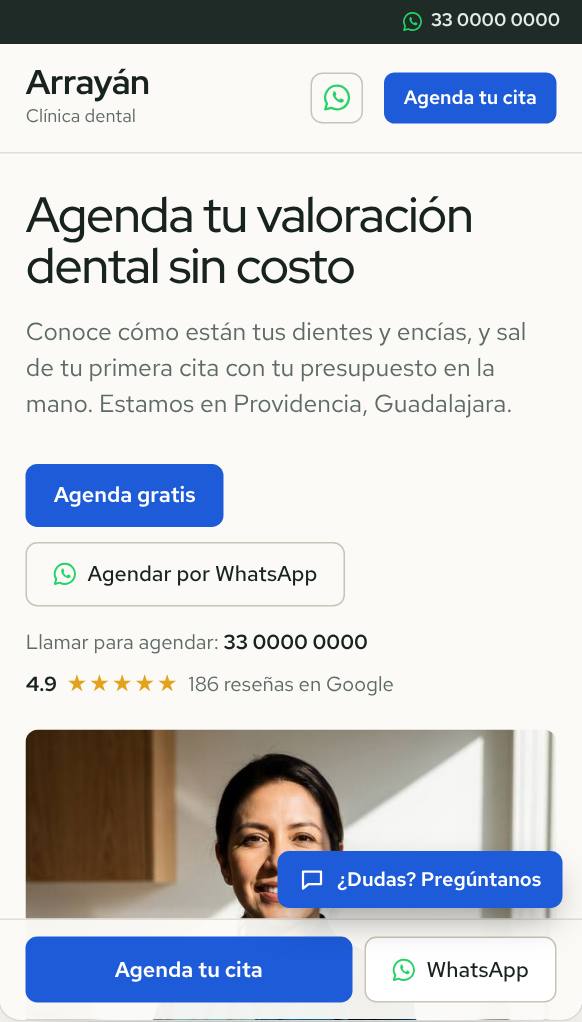 33 0000 0000
Arrayán
Clínica dental
Agenda tu cita
Agenda tu valoración
dental sin costo
Conoce cómo están tus dientes y encías, y sal
de tu primera cita con tu presupuesto en la
mano. Estamos en Providencia, Guadalajara.
Agenda gratis
Agendar por WhatsApp
Llamar para agendar: 33 0000 0000
4.9 ★★★★★ 186 reseñas en Google
¿Dudas? Pregúntanos
Agenda tu cita
WhatsApp